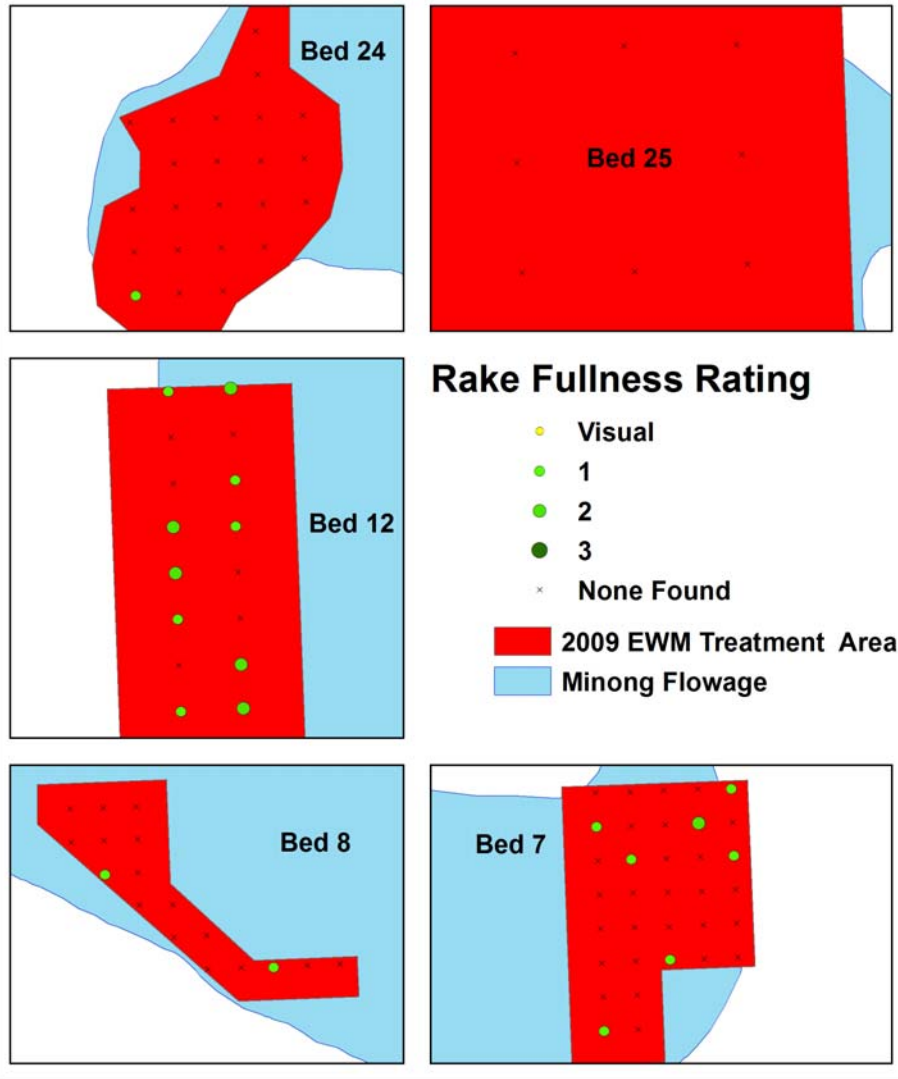 Bed 24
Bed 25
Rake Fullness Rating
Visual
1
2
3
None Found
2009 EWM Treatment Area
Minong Flowage
Bed 12
Bed 8
Bed 7